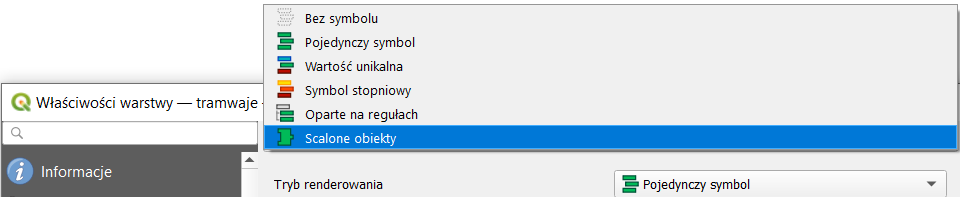 Bez symbolu
Pojedynczy symbol
Wartość unikalna
Symbol stopniowy
Oparte na regułach
Scalone obiekty
Właściwości warstwy — tramwaje
Informacje
Tryb renderowania
Pojedynczy symbol